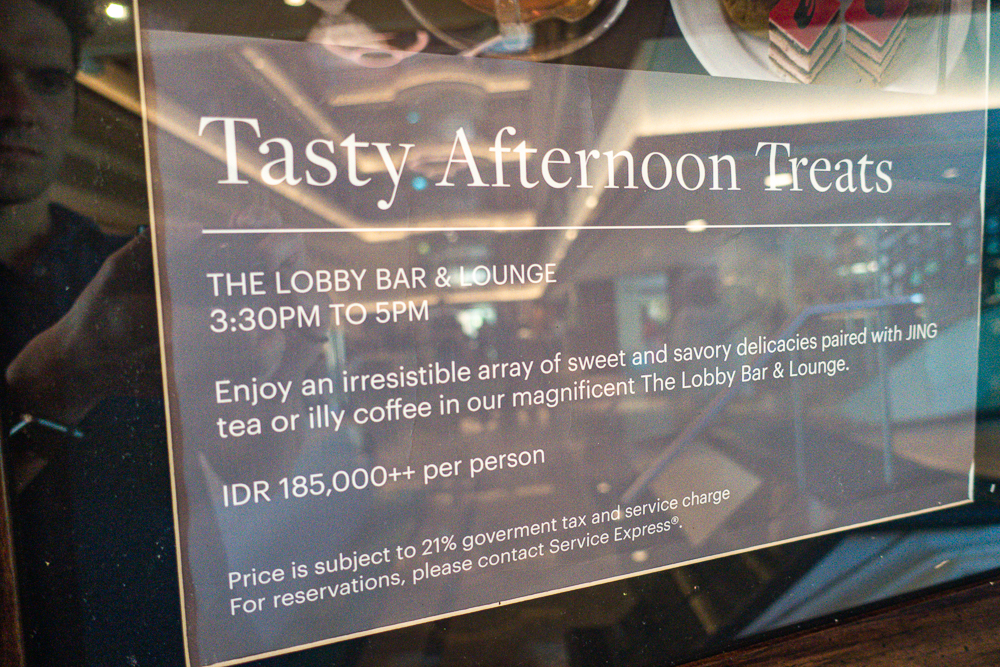 Tasty Afternoon Treats
THE LOBBY BAR & LOUNGE
3:30PM TO 5PM
Enjoy an irresistible array of sweet and savory delicacies paired with JING
tea or illy coffee in our magnificent The Lobby Bar & Lounge.
IDR 185,000++ per person
Price is subject to 21% goverment tax and service charge
For reservations, please contact Service Express®.